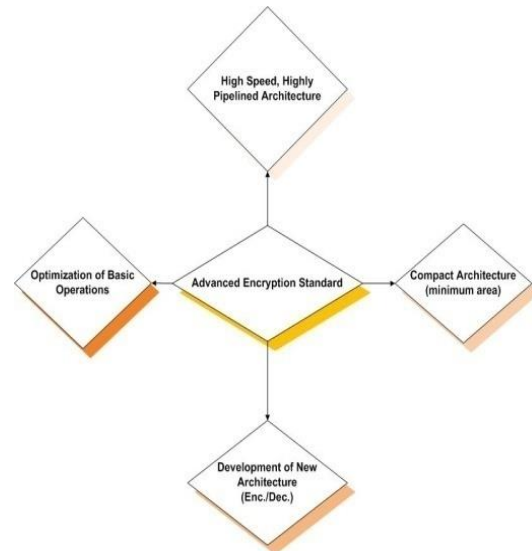 High Speed, Highly
Pipelined Architecture
Optimization of Basic
Operations
Advanced Encryption Standard
Compact Architecture
(minimum area)
Development of New
Architecture
(Enc./Dec.)